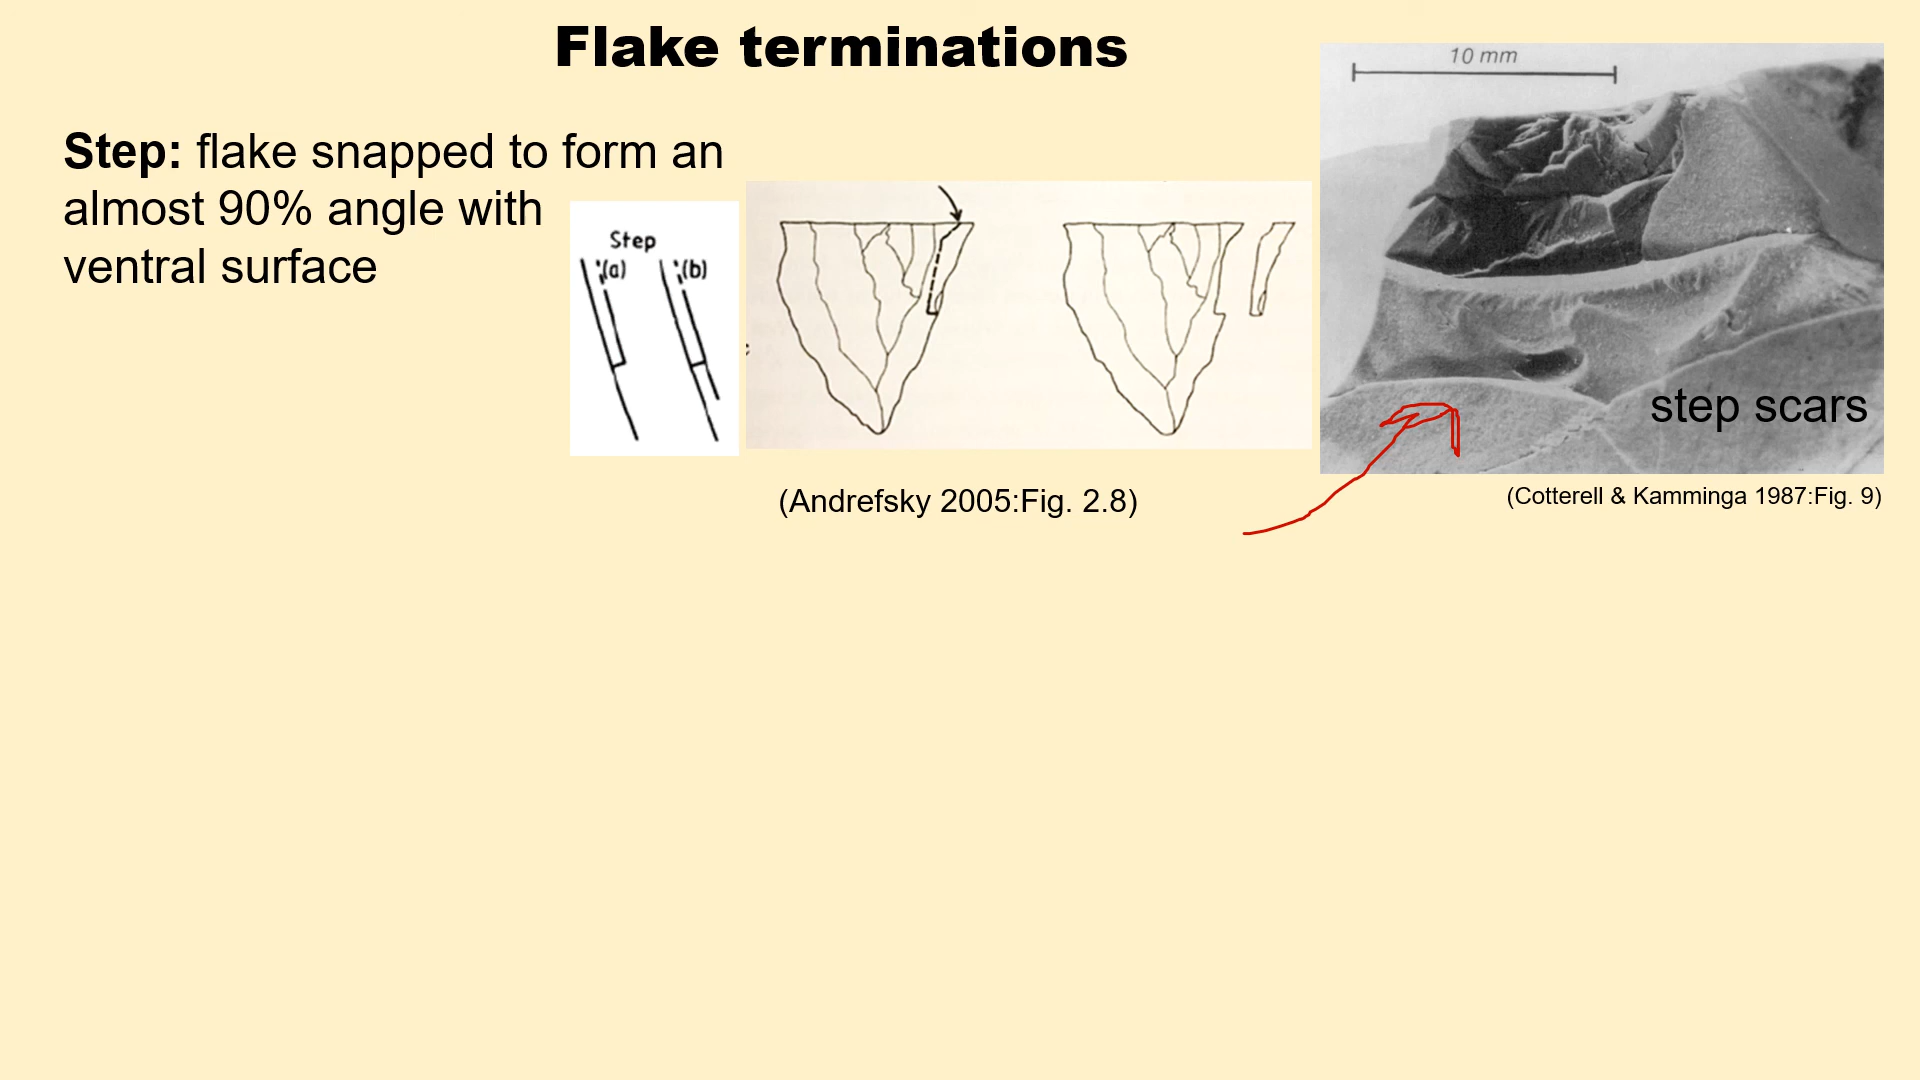 Flake terminations
10 mm
Step: flake snapped to form an
almost 90% angle with
ventral surface
Step
(a) (b)
step scars
(Andrefsky 2005:Fig. 2.8)
(Cotterell & Kamminga 1987:Fig. 9)